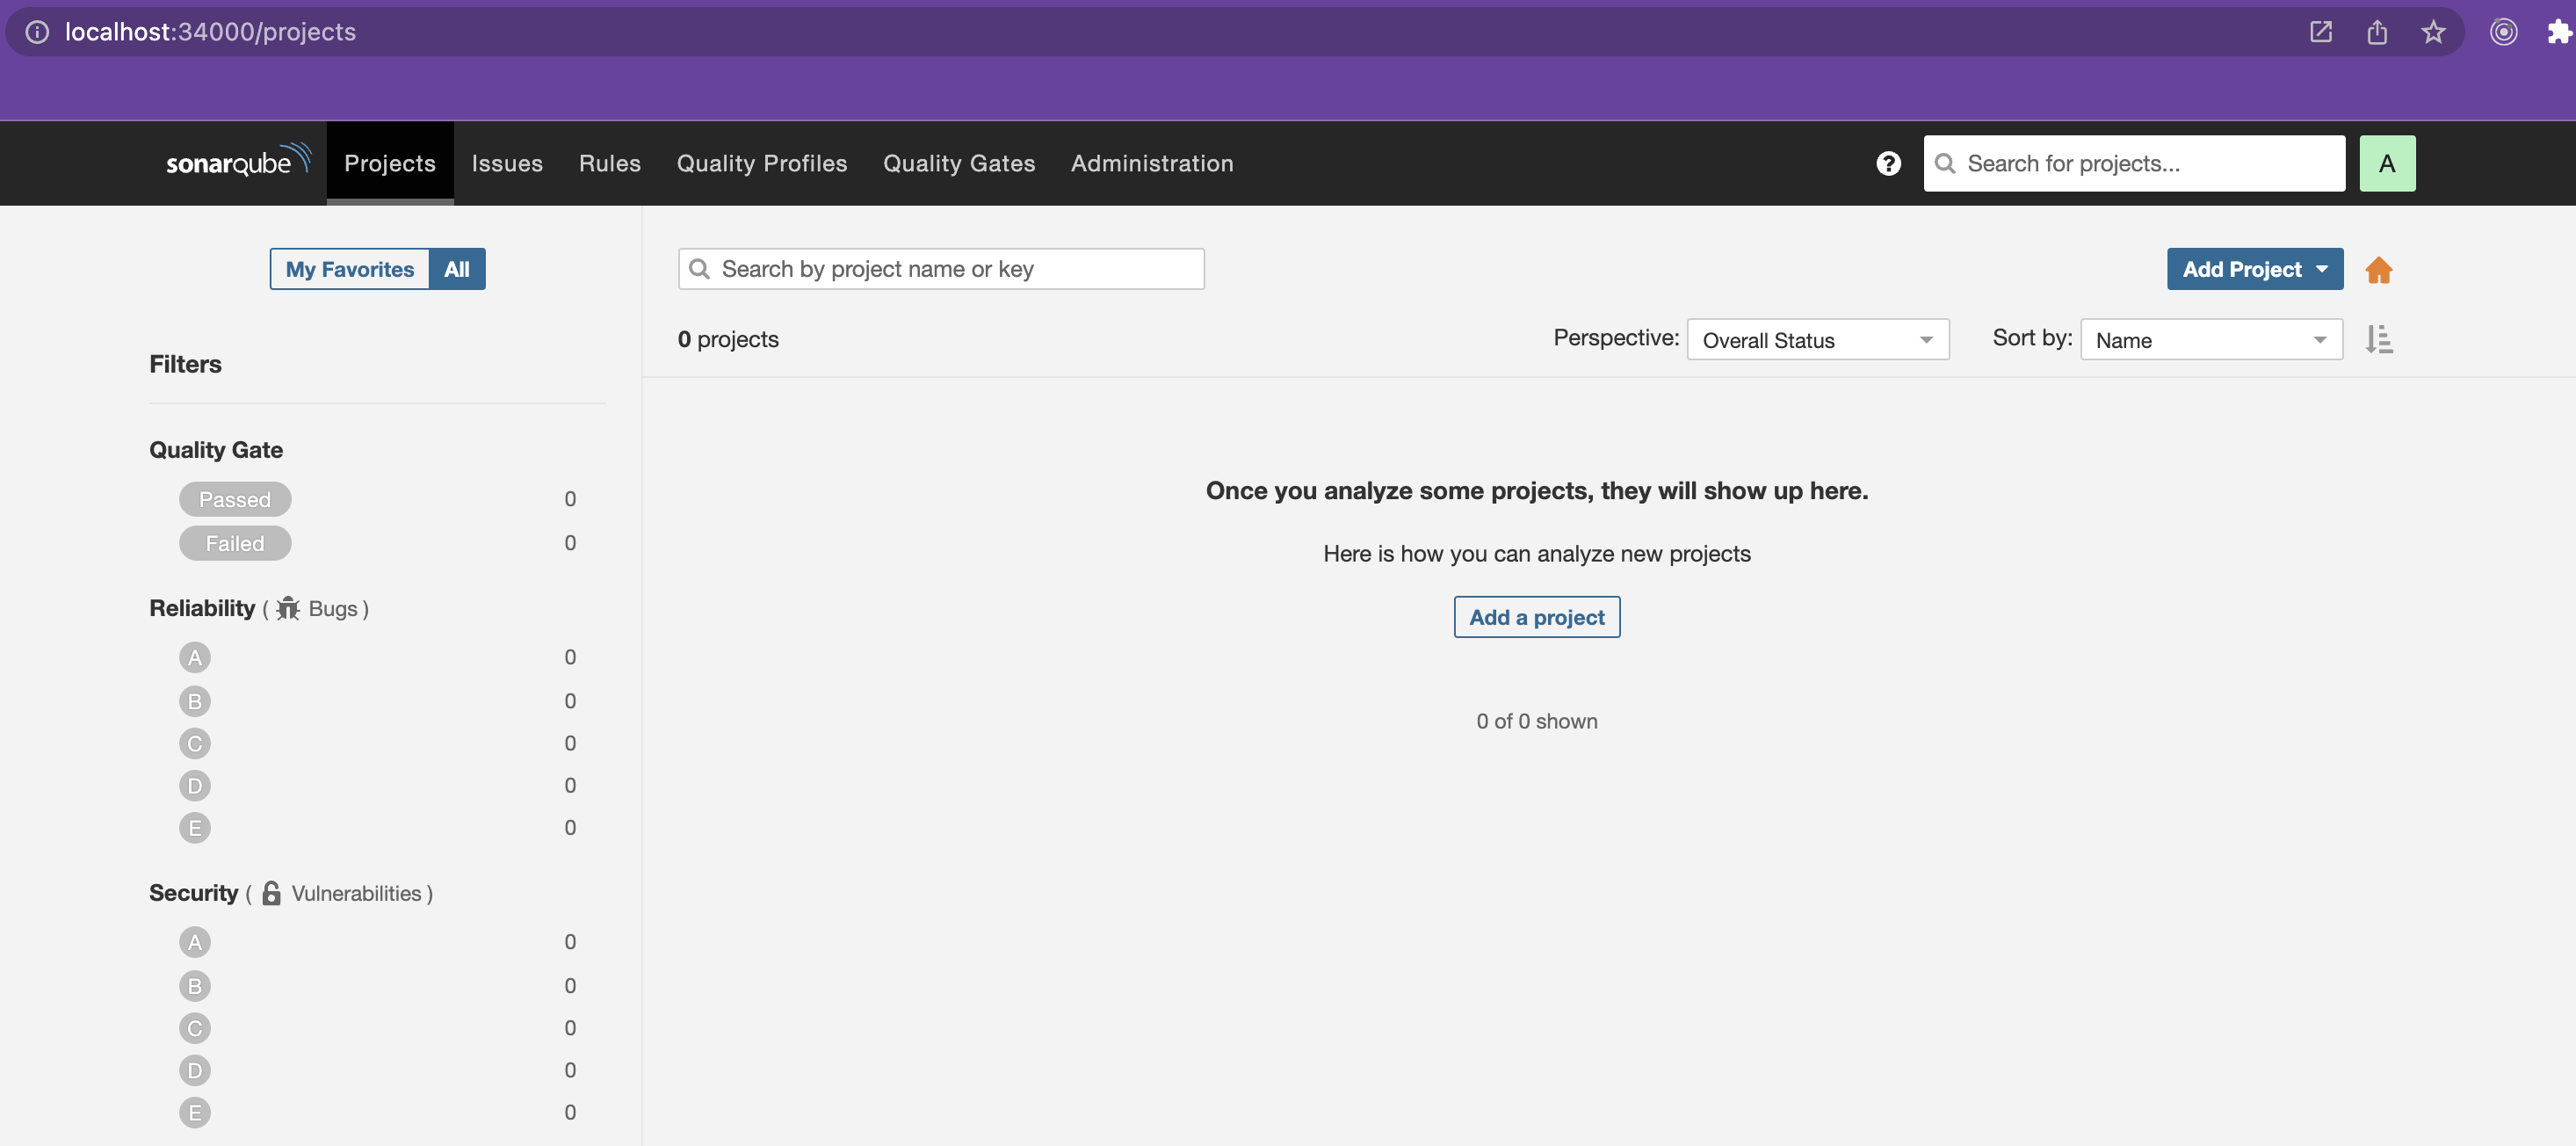 localhost:34000/projects
sonarqube Projects Issues Rules Quality Profiles Quality Gates Administration ? Search for projects... A
My Favorites All
Search by project name or key
Add Project
0 projects
Perspective: Overall Status
Sort by: Name
Filters
Quality Gate
Passed 0
Failed 0
Reliability ( Bugs )
A 0
B 0
C 0
D 0
E 0
Security ( Vulnerabilities )
A 0
B 0
C 0
D 0
E 0
Once you analyze some projects, they will show up here.
Here is how you can analyze new projects
Add a project
0 of 0 shown